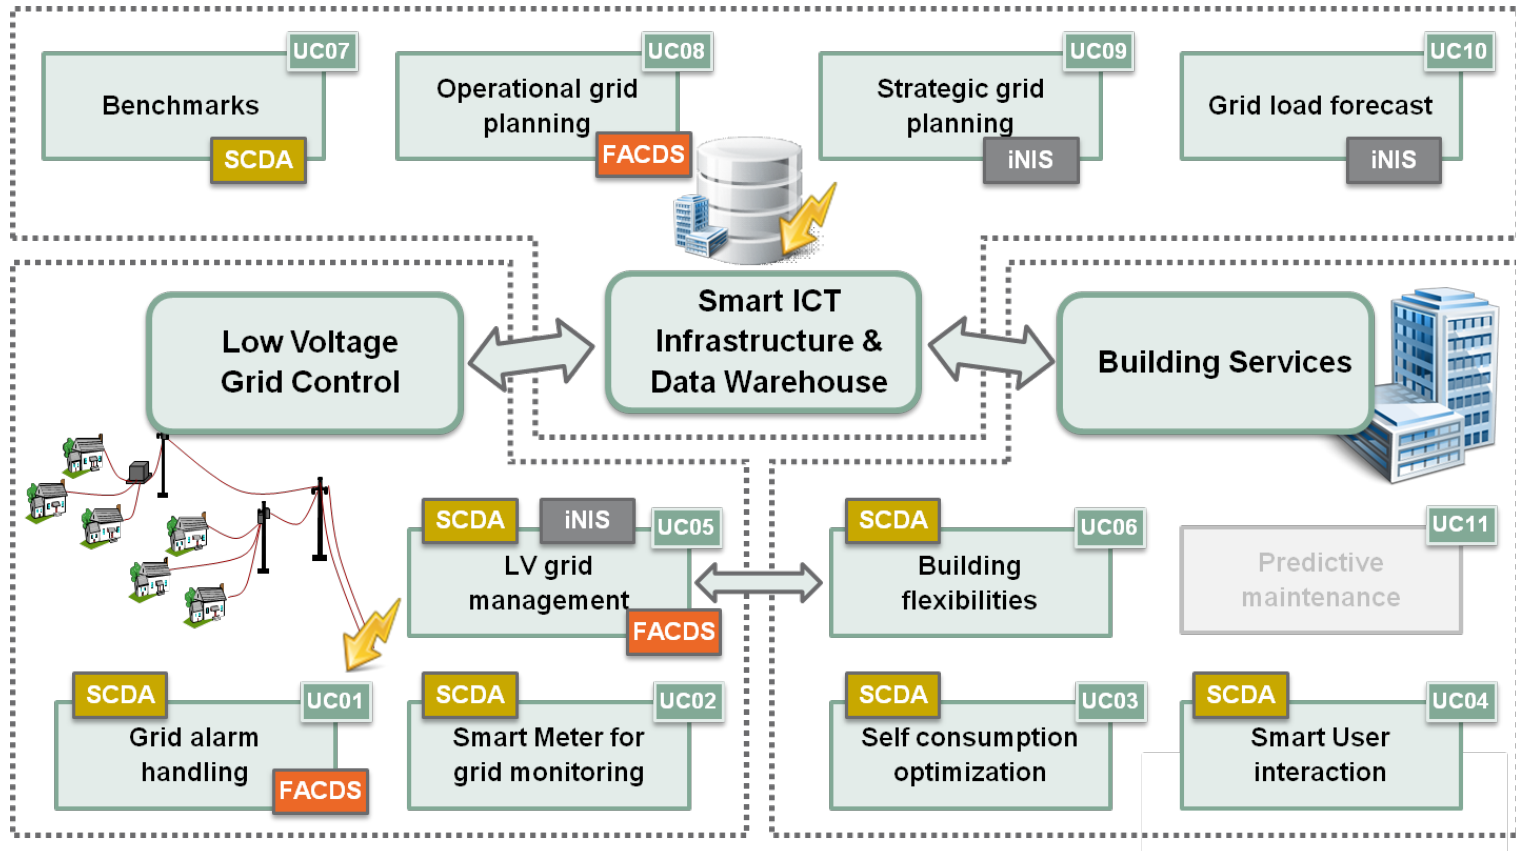 UC07
Benchmarks
SCDA
UC08
Operational grid
planning
FACDS
UC09
Strategic grid
planning
iNIS
UC10
Grid load forecast
iNIS
Low Voltage
Grid Control
Smart ICT
Infrastructure &
Data Warehouse
Building Services
SCDA
iNIS
UC05
LV grid
management
FACDS
SCDA
UC06
Building
flexibilities
UC11
Predictive
maintenance
SCDA
UC01
Grid alarm
handling
FACDS
SCDA
UC02
Smart Meter for
grid monitoring
SCDA
UC03
Self consumption
optimization
SCDA
UC04
Smart User
interaction